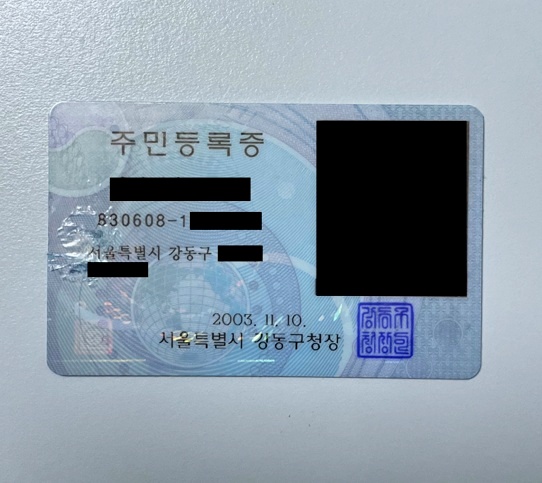 주민등록증
830608-1
서울특별시 강동구
2003. 11. 10.
서울특별시 강동구청장